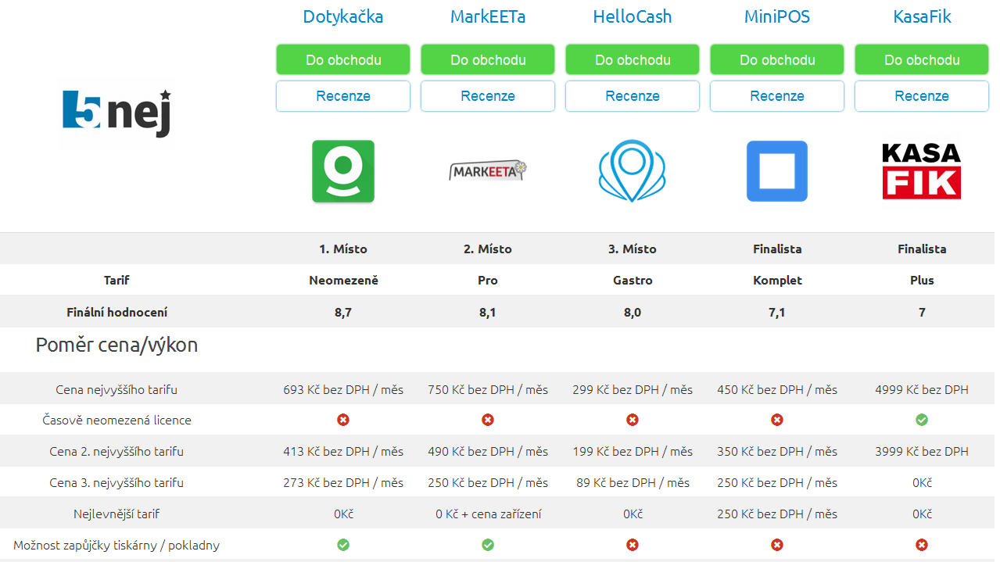 Dotykačka MarkEETa HelloCash MiniPOS KasaFik
Do obchodu Do obchodu Do obchodu Do obchodu Do obchodu
Recenze Recenze Recenze Recenze Recenze
5nej
MARKEETA
KASA
FIK
1. Místo 2. Místo 3. Místo Finalista Finalista
Tarif Neomezeně Pro Gastro Komplet Plus
Finální hodnocení 8,7 8,1 8,0 7,1 7
Poměr cena/výkon
Cena nejvyššího tarifu 693 Kč bez DPH / měs 750 Kč bez DPH / měs 299 Kč bez DPH / měs 450 Kč bez DPH / měs 4999 Kč bez DPH
Časově neomezená licence
Cena 2. nejvyššího tarifu 413 Kč bez DPH / měs 490 Kč bez DPH / měs 199 Kč bez DPH / měs 350 Kč bez DPH / měs 3999 Kč bez DPH
Cena 3. nejvyššího tarifu 273 Kč bez DPH / měs 250 Kč bez DPH / měs 89 Kč bez DPH / měs 250 Kč bez DPH / měs 0Kč
Nejlevnější tarif 0Kč 0 Kč + cena zařízení 0Kč 250 Kč bez DPH / měs 0Kč
Možnost zapůjčky tiskárny / pokladny